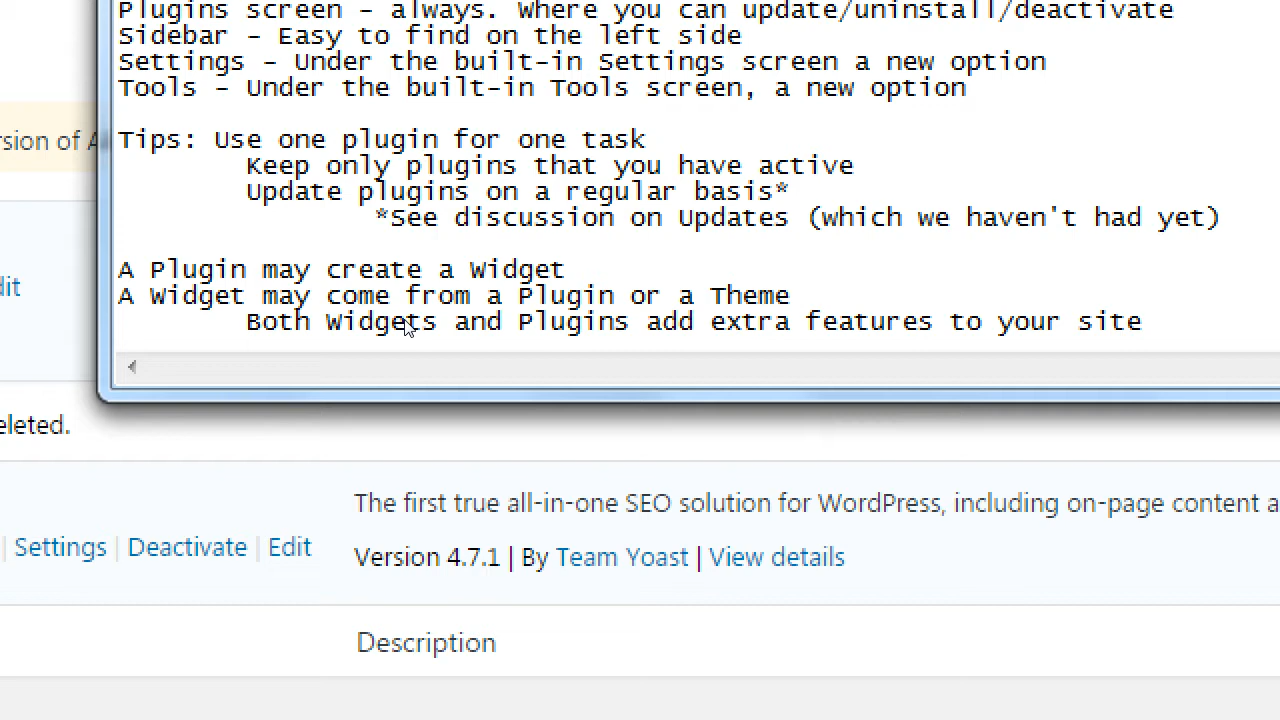 Plugins screen - always. Where you can update/uninstall/deactivate
Sidebar - Easy to find on the left side
Settings - Under the built-in Settings screen a new option
Tools - Under the built-in Tools screen, a new option
rsion of A
Tips: Use one plugin for one task
Keep only plugins that you have active
Update plugins on a regular basis*
*See discussion on Updates (which we haven't had yet)
A Plugin may create a Widget
dit
A Widget may come from a Plugin or a Theme
Both Widgets and Plugins add extra features to your site
eleted.
The first true all-in-one SEO solution for WordPress, including on-page content a
| Settings | Deactivate | Edit
Version 4.7.1 | By Team Yoast | View details
Description